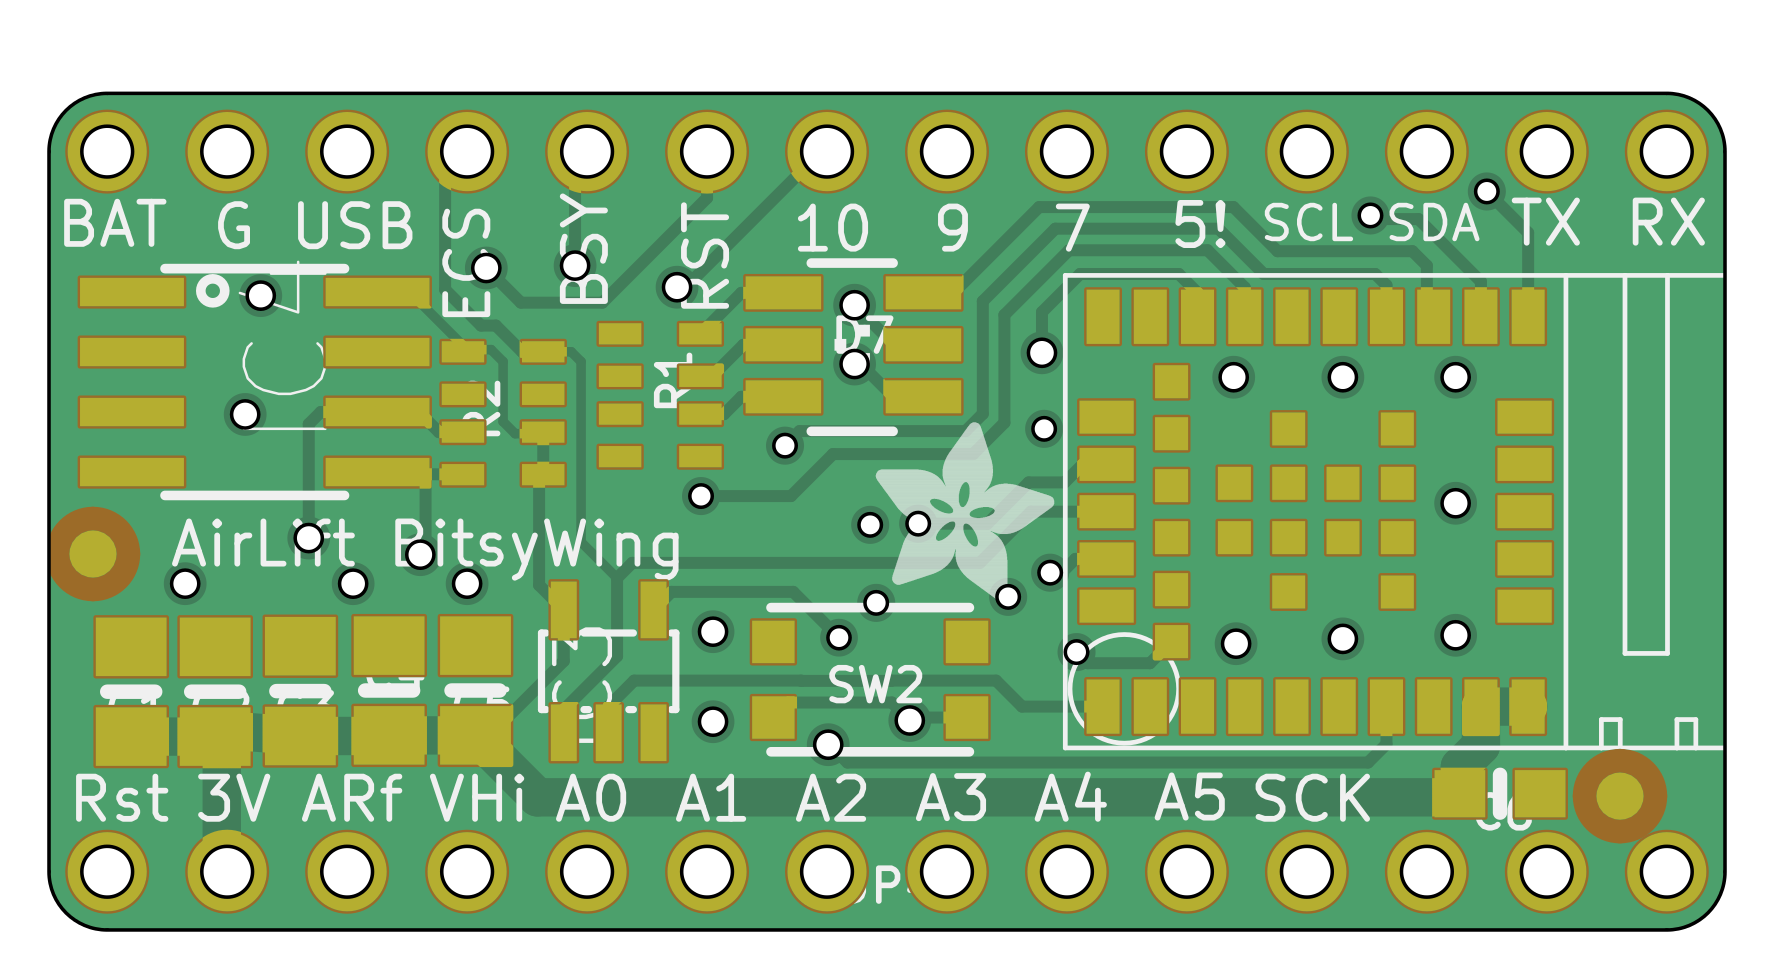 BAT G USB ECS BSY RST 10 9 7 5! SCL SDA TX RX
D7
R1
R2
AirLift BitsyWing
SW2
Rst 3V ARf VHi A0 A1 A2 A3 A4 A5 SCK